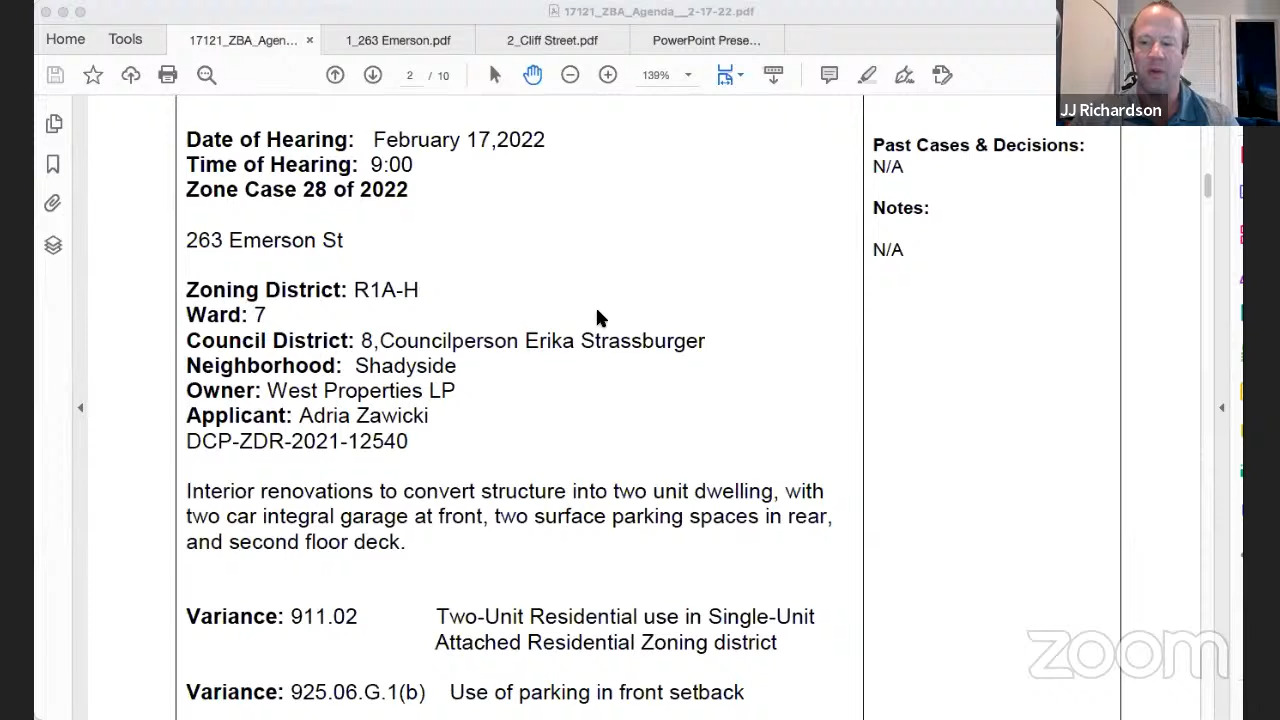 17121_ZBA_Agenda__2-17-22.pdf
Home Tools 17121_ZBA_Agen... × 1_263 Emerson.pdf 2_Cliff Street.pdf PowerPoint Prese...
2 / 10 139%
JJ Richardson
Date of Hearing: February 17,2022
Time of Hearing: 9:00
Zone Case 28 of 2022
263 Emerson St
Zoning District: R1A-H
Ward: 7
Council District: 8,Councilperson Erika Strassburger
Neighborhood: Shadyside
Owner: West Properties LP
Applicant: Adria Zawicki
DCP-ZDR-2021-12540
Interior renovations to convert structure into two unit dwelling, with
two car integral garage at front, two surface parking spaces in rear,
and second floor deck.
Variance: 911.02 Two-Unit Residential use in Single-Unit
Attached Residential Zoning district
Variance: 925.06.G.1(b) Use of parking in front setback
Past Cases & Decisions:
N/A
Notes:
N/A
zoom